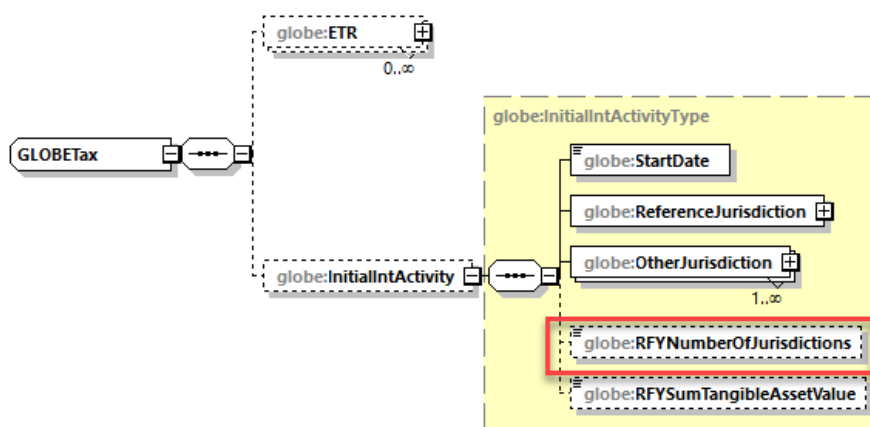 globe:ETR
0..∞
globe:InitialIntActivityType
GLOBETax
globe:StartDate
globe:ReferenceJurisdiction
globe:InitialIntActivity
globe:OtherJurisdiction
1..∞
globe:RFYNumberOfJurisdictions
globe:RFYSumTangibleAssetValue